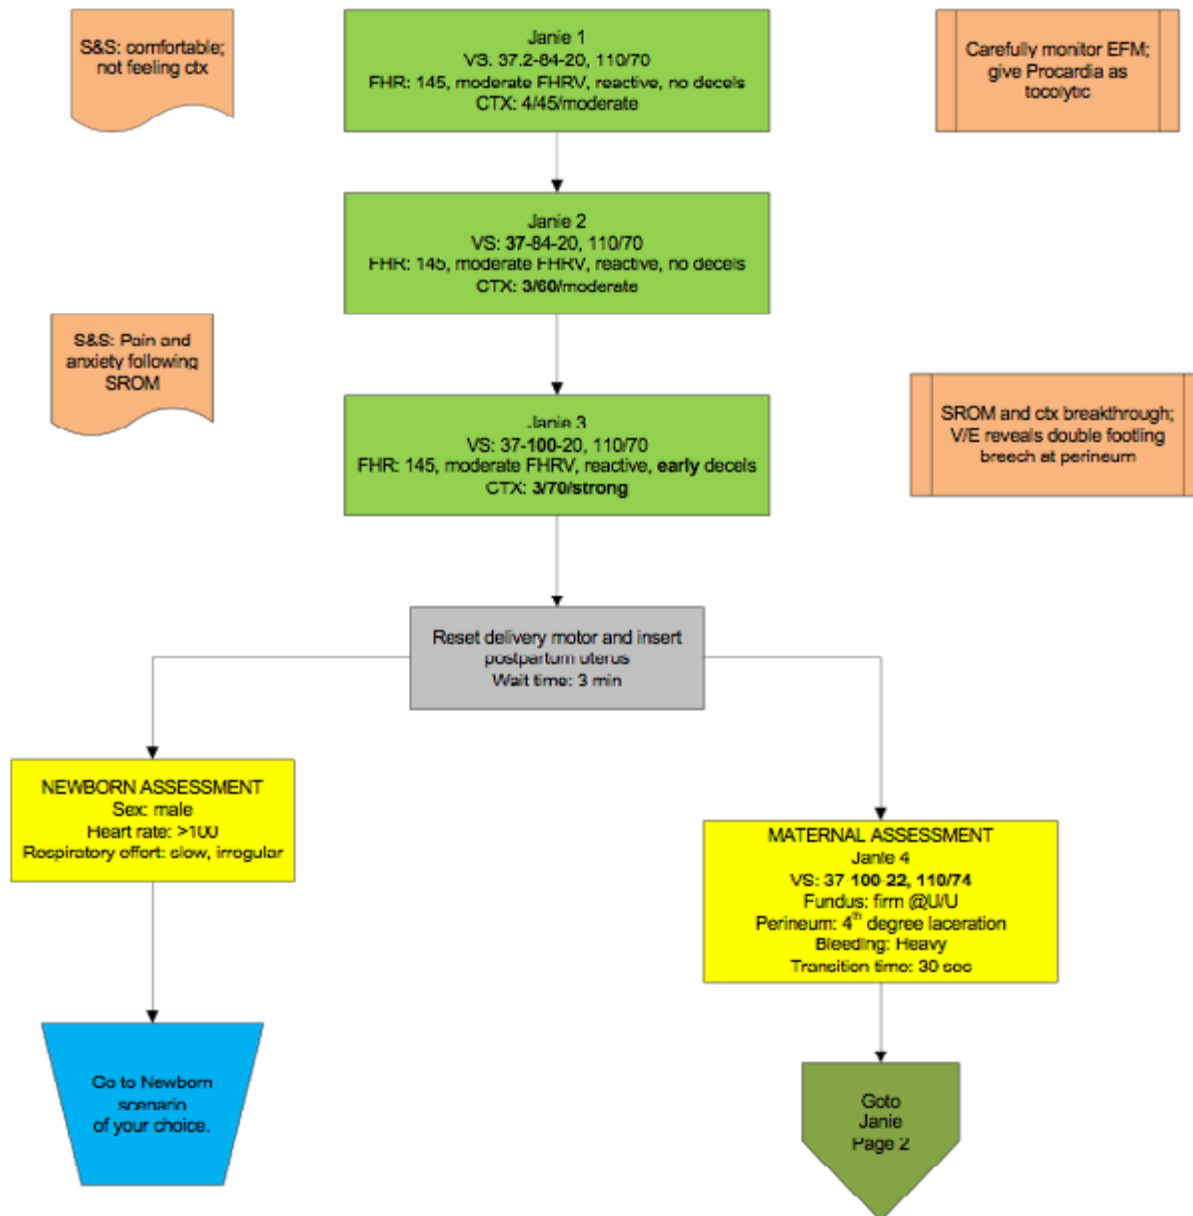 S&S: comfortable;
not feeling ctx
Janie 1
VS. 37.2-84-20, 110/70
FHR: 145, moderate FHRV, reactive, no decels
CTX: 4/45/moderate
Carefully monitor EFM;
give Procardia as
tocolytic
Janie 2
VS: 37-84-20, 110/70
FHR: 145, moderate FHRV, reactive, no decels
CTX: 3/60/moderate
S&S: Pain and
anxiety following
SROM
Janie 3
VS: 37-100-20, 110/70
FHR: 145, moderate FHRV, reactive, early decels
CTX: 3/70/strong
SROM and ctx breakthrough;
V/E reveals double footling
breech at perineum
Reset delivery motor and insert
postpartum uterus
Wait time: 3 min
NEWBORN ASSESSMENT
Sex: male
Heart rate: >100
Respiratory effort: slow, irregular
MATERNAL ASSESSMENT
Janie 4
VS: 37-100-22, 110/74
Fundus: firm @U/U
Perineum: 4th degree laceration
Bleeding: Heavy
Transition time: 30 sec
Go to Newborn
scenario
of your choice.
Goto
Janie
Page 2